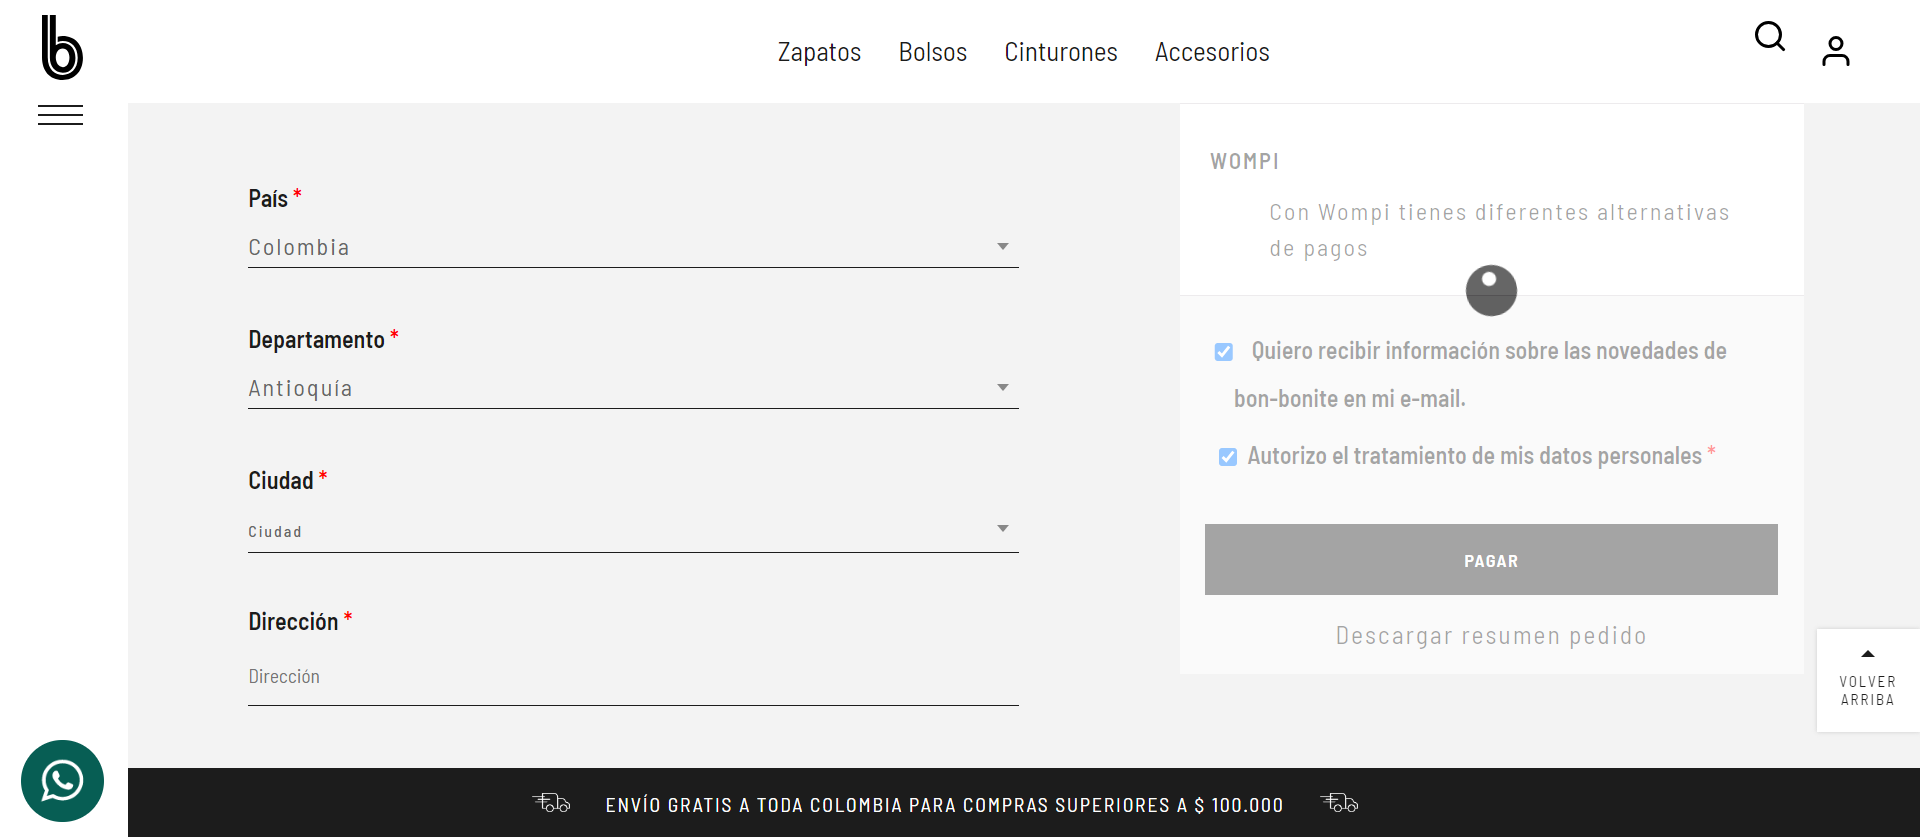 b
Zapatos Bolsos Cinturones Accesorios
País *
Colombia
Departamento *
Antioquía
Ciudad *
Ciudad
Dirección *
Dirección
WOMPI
Con Wompi tienes diferentes alternativas
de pagos
Quiero recibir información sobre las novedades de
bon-bonite en mi e-mail.
Autorizo el tratamiento de mis datos personales *
PAGAR
Descargar resumen pedido
VOLVER
ARRIBA
ENVÍO GRATIS A TODA COLOMBIA PARA COMPRAS SUPERIORES A $ 100.000